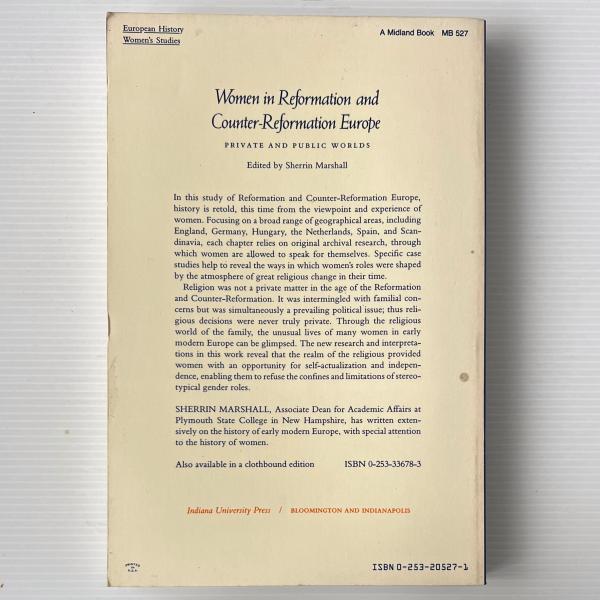 European History
Women's Studies
A Midland Book MB 527
Women in Reformation and
Counter-Reformation Europe
PRIVATE AND PUBLIC WORLDS
Edited by Sherrin Marshall
In this study of Reformation and Counter-Reformation Europe,
history is retold, this time from the viewpoint and experience of
women. Focusing on a broad range of geographical areas, including
England, Germany, Hungary, the Netherlands, Spain, and Scan-
dinavia, each chapter relies on original archival research, through
which women are allowed to speak for themselves. Specific case
studies help to reveal the ways in which women's roles were shaped
by the atmosphere of great religious change in their time.
Religion was not a private matter in the age of the Reformation
and Counter-Reformation. It was intermingled with familial con-
cerns but was simultaneously a prevailing political issue; thus reli-
gious decisions were never truly private. Through the religious
world of the family, the unusual lives of many women in early
modern Europe can be glimpsed. The new research and interpreta-
tions in this work reveal that the realm of the religious provided
women with an opportunity for self-actualization and indepen-
dence, enabling them to refuse the confines and limitations of stereo-
typical gender roles.
SHERRIN MARSHALL, Associate Dean for Academic Affairs at
Plymouth State College in New Hampshire, has written exten-
sively on the history of early modern Europe, with special attention
to the history of women.
Also available in a clothbound edition ISBN 0-253-33678-3
Indiana University Press / BLOOMINGTON AND INDIANAPOLIS
PRINTED
IN
U.S.A.
ISBN 0-253-20527-1